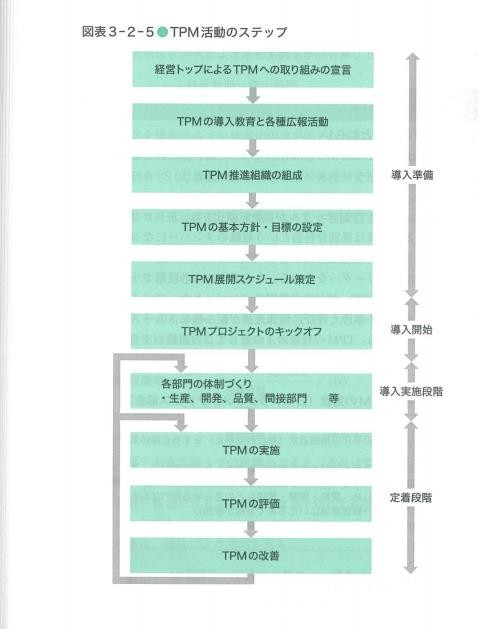 図表3-2-5●TPM活動のステップ
経営トップによるTPMへの取り組みの宣言
TPMの導入教育と各種広報活動
TPM推進組織の組成
導入準備
TPMの基本方針・目標の設定
TPM展開スケジュール策定
TPMプロジェクトのキックオフ
導入開始
各部門の体制づくり
・生産、開発、品質、間接部門　等
導入実施段階
TPMの実施
TPMの評価
定着段階
TPMの改善